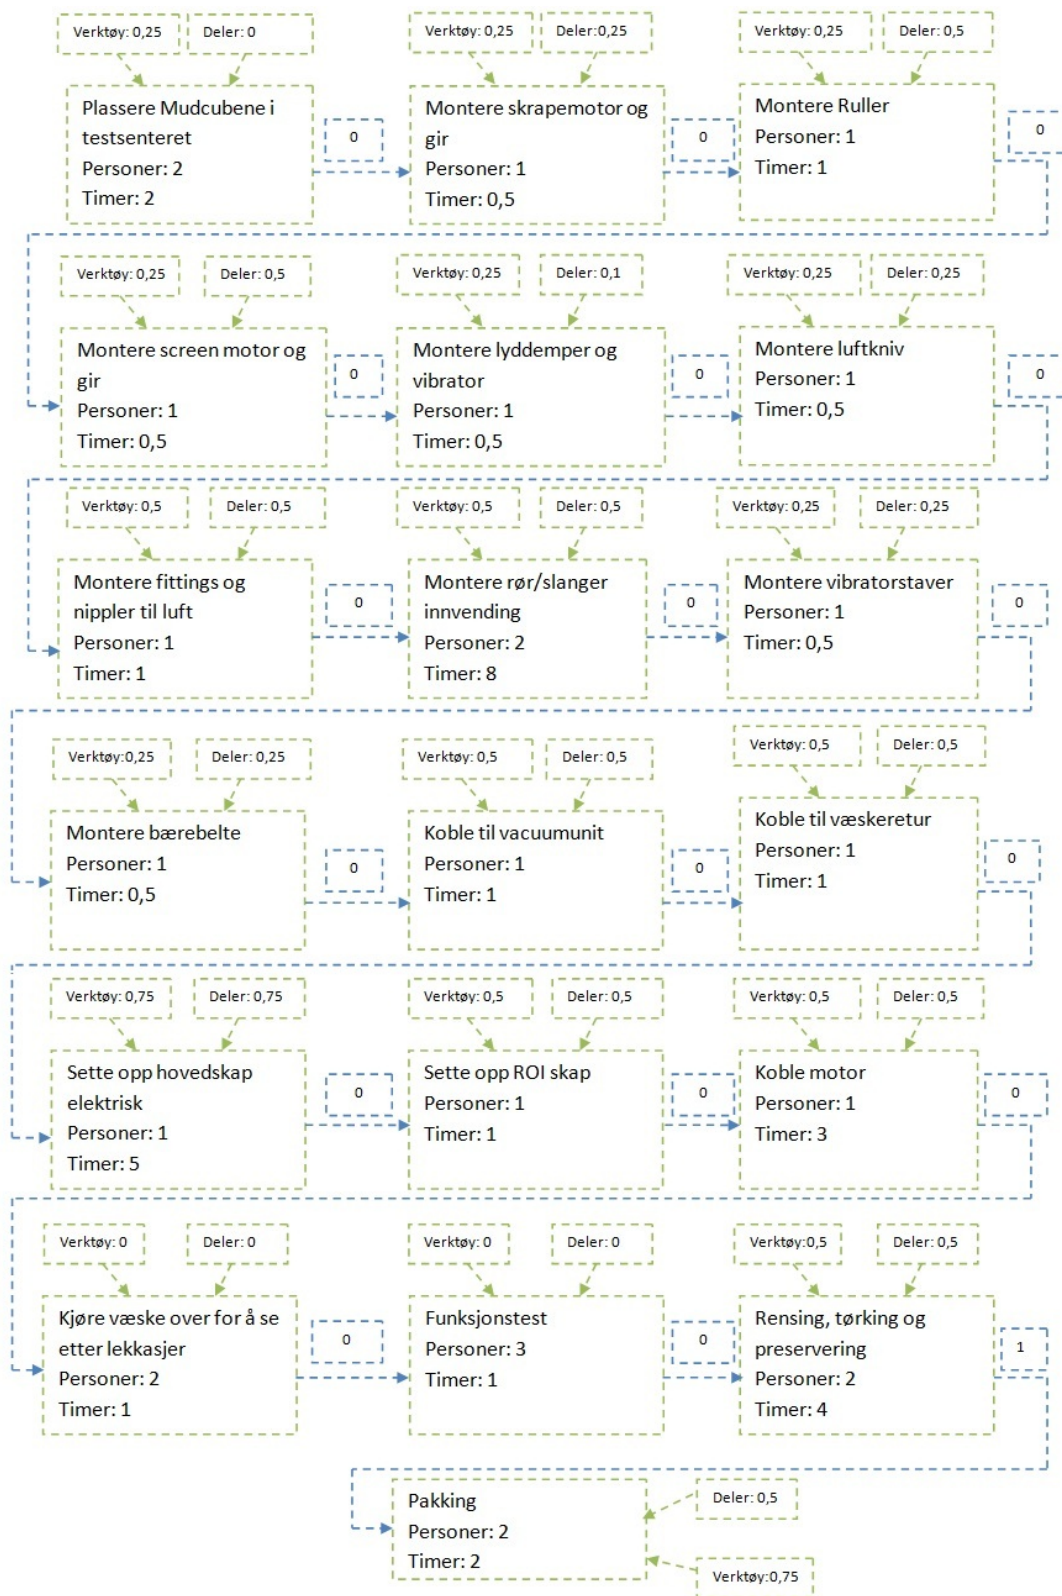 Verktøy: 0,25
Deler: 0
Verktøy: 0,25
Deler: 0,25
Verktøy: 0,25
Deler: 0,5
Plassere Mudcubene i
testsenteret
Personer: 2
Timer: 2
0
Montere skrapemotor og
gir
Personer: 1
Timer: 0,5
0
Montere Ruller
Personer: 1
Timer: 1
0
Verktøy: 0,25
Deler: 0,5
Verktøy: 0,25
Deler: 0,1
Verktøy: 0,25
Deler: 0,25
Montere screen motor og
gir
Personer: 1
Timer: 0,5
0
Montere lyddemper og
vibrator
Personer: 1
Timer: 0,5
0
Montere luftkniv
Personer: 1
Timer: 0,5
0
Verktøy: 0,5
Deler: 0,5
Verktøy: 0,5
Deler: 0,5
Verktøy: 0,25
Deler: 0,25
Montere fittings og
nippler til luft
Personer: 1
Timer: 1
0
Montere rør/slanger
innvending
Personer: 2
Timer: 8
0
Montere vibratorstaver
Personer: 1
Timer: 0,5
0
Verktøy:0,25
Deler: 0,25
Verktøy: 0,5
Deler: 0,5
Verktøy: 0,5
Deler: 0,5
Montere bærebelte
Personer: 1
Timer: 0,5
0
Koble til vacuumunit
Personer: 1
Timer: 1
0
Koble til væskeretur
Personer: 1
Timer: 1
0
Verktøy: 0,75
Deler: 0,75
Verktøy: 0,5
Deler: 0,5
Verktøy: 0,5
Deler: 0,5
Sette opp hovedskap
elektrisk
Personer: 1
Timer: 5
0
Sette opp ROI skap
Personer: 1
Timer: 1
0
Koble motor
Personer: 1
Timer: 3
0
Verktøy: 0
Deler: 0
Verktøy: 0
Deler: 0
Verktøy:0,5
Deler: 0,5
Kjøre væske over for å se
etter lekkasjer
Personer: 2
Timer: 1
0
Funksjonstest
Personer: 3
Timer: 1
0
Rensing, tørking og
preservering
Personer: 2
Timer: 4
1
Pakking
Personer: 2
Timer: 2
Deler: 0,5
Verktøy:0,75